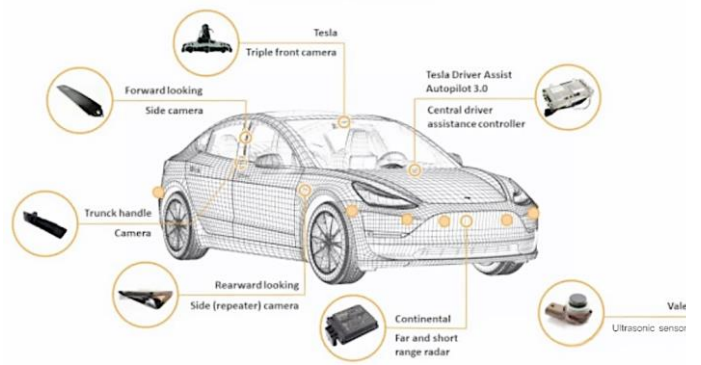 Tesla
Triple front camera
Forward looking
Side camera
Tesla Driver Assist
Autopilot 3.0
Central driver
assistance controller
Trunck handle
Camera
Rearward looking
Side (repeater) camera
Continental
Far and short
range radar
Vale
Ultrasonic sensor